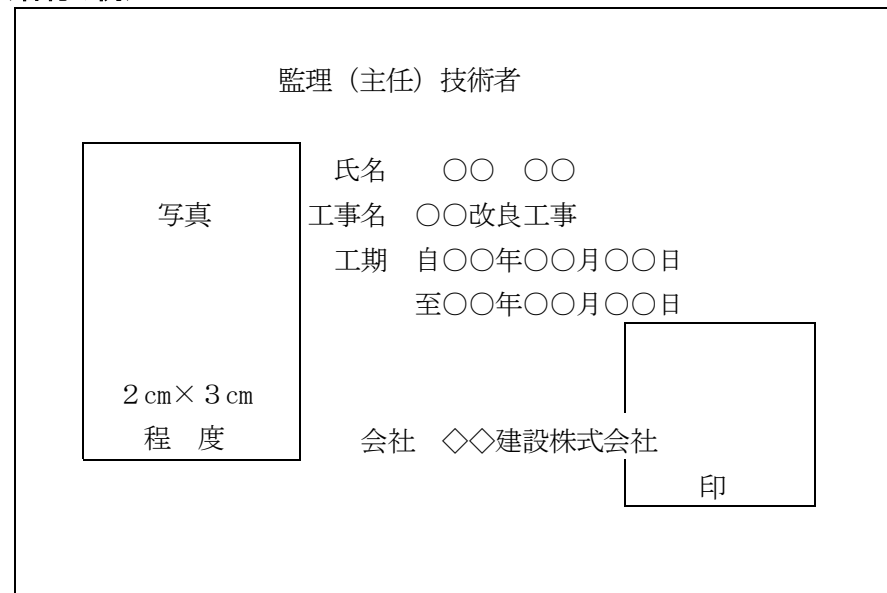 監理（主任）技術者
氏名　○○　○○
写真
工事名　○○改良工事
工期　自○○年○○月○○日
至○○年○○月○○日
２㎝×３㎝
程　度
会社　◇◇建設株式会社
印